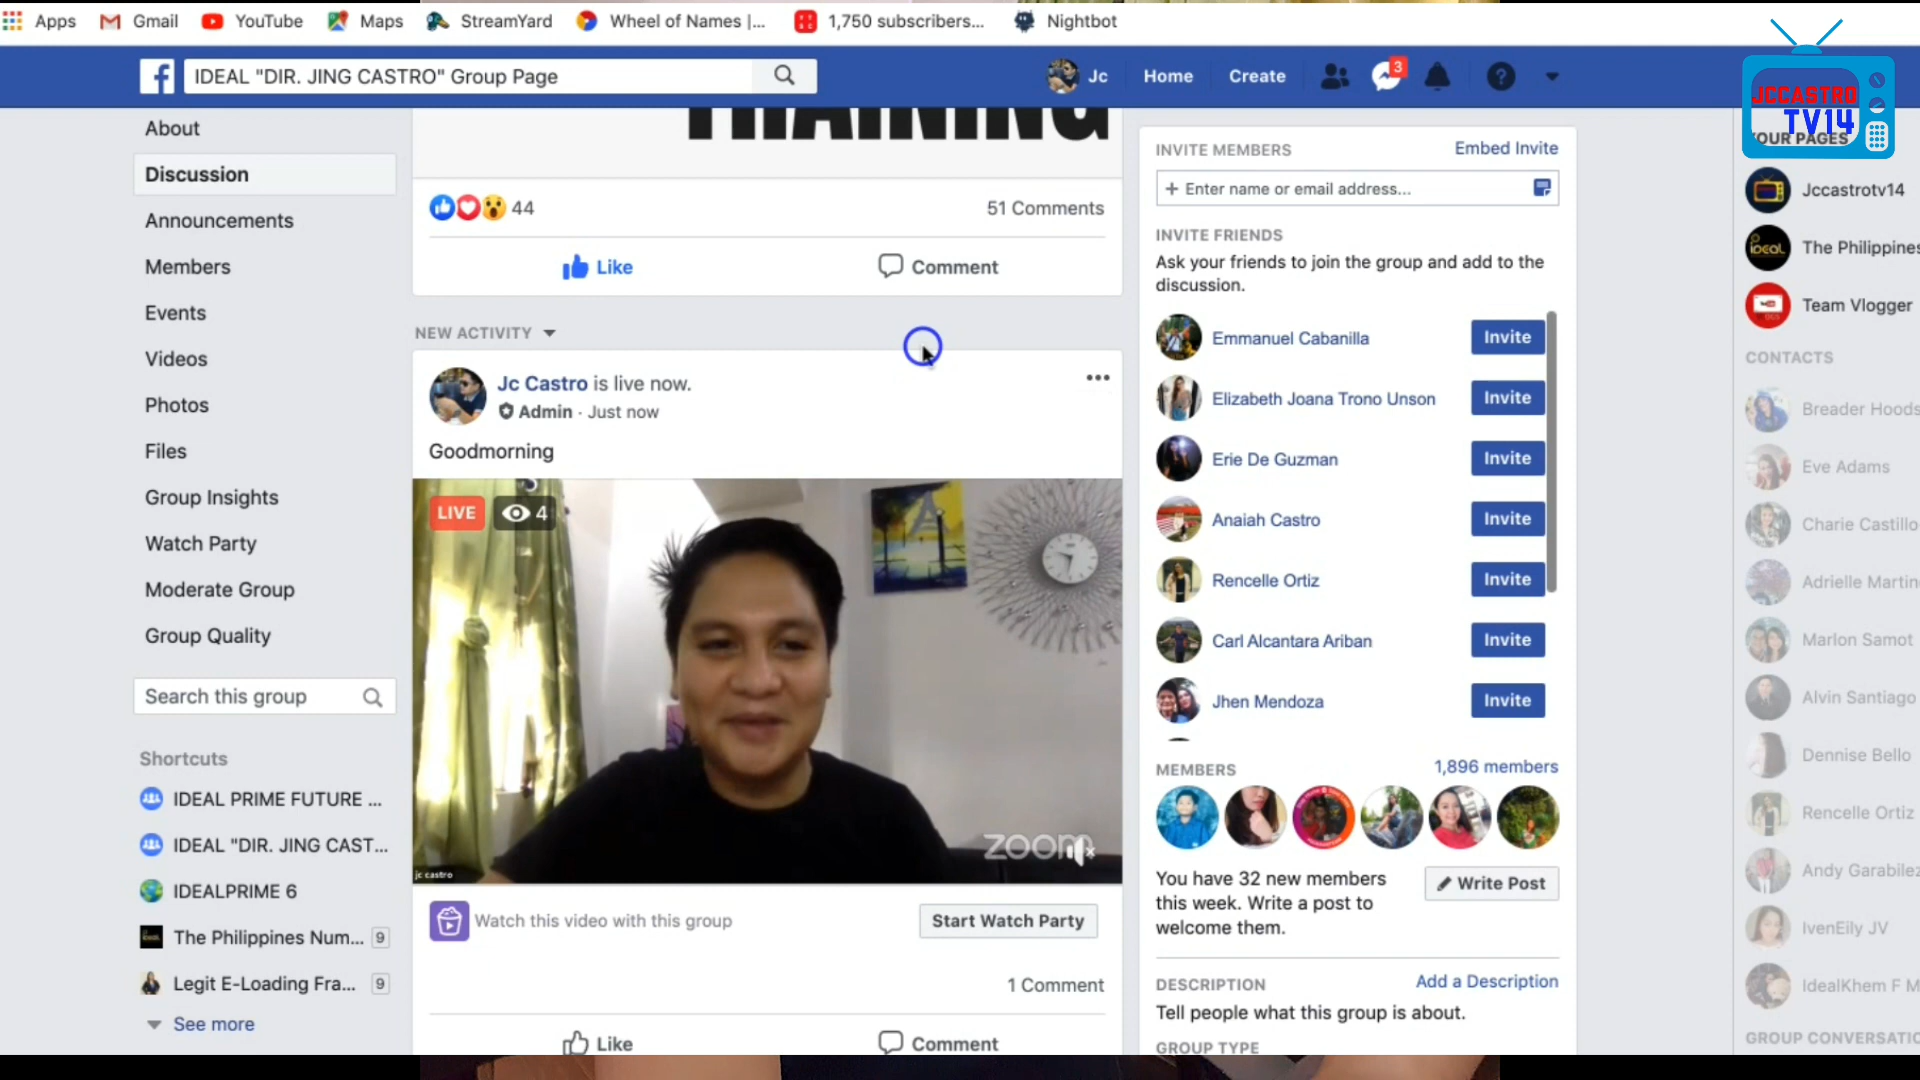 Apps
Gmail
YouTube
Maps
StreamYard
Wheel of Names |...
1,750 subscribers...
Nightbot
IDEAL "DIR. JING CASTRO" Group Page
Jc
Home
Create
3
JCCASTRO
TV14
About
Discussion
Announcements
Members
Events
Videos
Photos
Files
Group Insights
Watch Party
Moderate Group
Group Quality
Search this group
Shortcuts
IDEAL PRIME FUTURE ...
IDEAL "DIR. JING CAST...
IDEALPRIME 6
The Philippines Num... 9
Legit E-Loading Fra... 9
See more
TRAINING
44
51 Comments
Like
Comment
NEW ACTIVITY
Jc Castro is live now.
Admin · Just now
Goodmorning
LIVE
4
zoom
jc castro
Watch this video with this group
Start Watch Party
1 Comment
Like
Comment
INVITE MEMBERS
Embed Invite
+ Enter name or email address...
INVITE FRIENDS
Ask your friends to join the group and add to the
discussion.
Emmanuel Cabanilla Invite
Elizabeth Joana Trono Unson Invite
Erie De Guzman Invite
Anaiah Castro Invite
Rencelle Ortiz Invite
Carl Alcantara Ariban Invite
Jhen Mendoza Invite
MEMBERS
1,896 members
You have 32 new members
this week. Write a post to
welcome them.
Write Post
DESCRIPTION
Add a Description
Tell people what this group is about.
GROUP TYPE
YOUR PAGES
Jccastrotv14
ideal
The Philippines
Team Vlogger
CONTACTS
Breader Hoods
Eve Adams
Charie Castillo
Adrielle Martin
Marlon Samot
Alvin Santiago
Dennise Bello
Rencelle Ortiz
Andy Garabilez
IvenEily JV
IdealKhem F M
GROUP CONVERSATIO